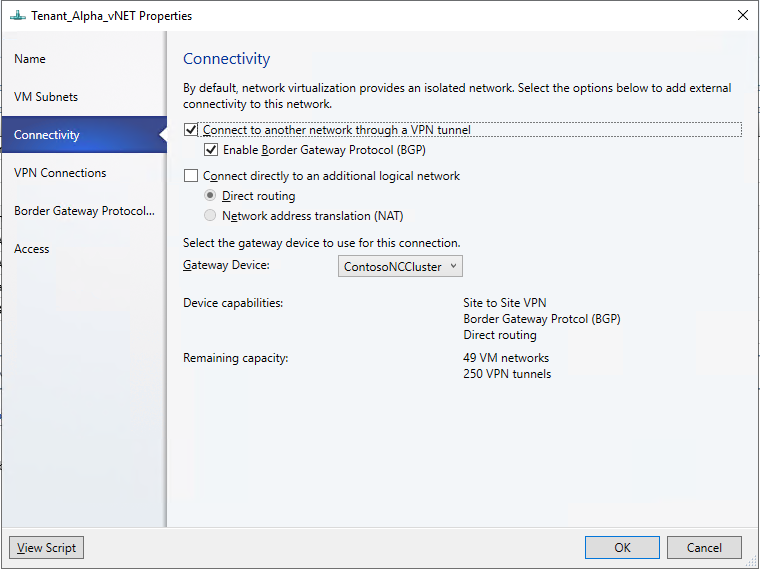 Tenant_Alpha_vNET Properties
Name
VM Subnets
Connectivity
VPN Connections
Border Gateway Protocol...
Access
Connectivity
By default, network virtualization provides an isolated network. Select the options below to add external
connectivity to this network.
Connect to another network through a VPN tunnel
Enable Border Gateway Protocol (BGP)
Connect directly to an additional logical network
Direct routing
Network address translation (NAT)
Select the gateway device to use for this connection.
Gateway Device: ContosoNCCluster
Device capabilities: Site to Site VPN
Border Gateway Protcol (BGP)
Direct routing
Remaining capacity: 49 VM networks
250 VPN tunnels
View Script OK Cancel